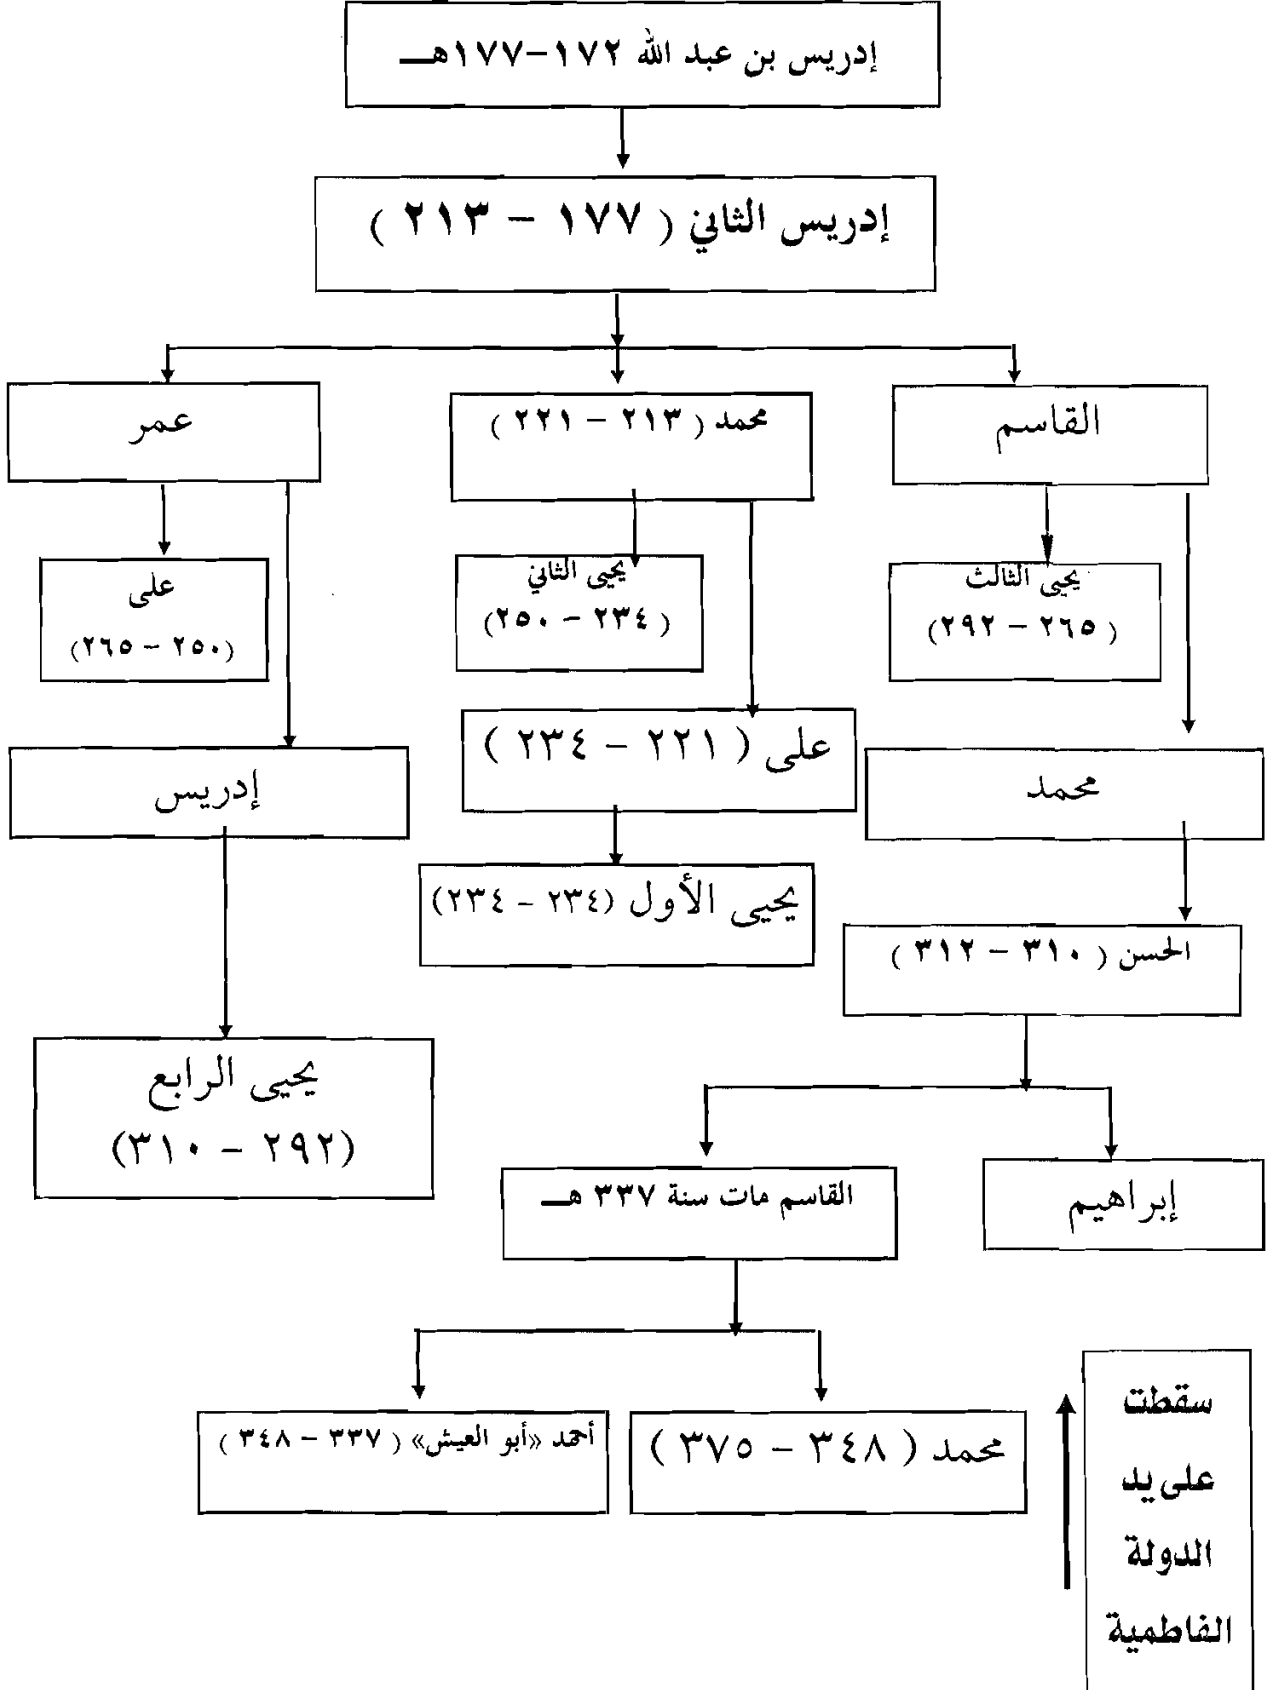 إدريس بن عبد الله ١٧٢-١٧٧هـــ
إدريس الثاني ( ١٧٧ – ٢١٣ )
القاسم
محمد ( ٢١٣ – ٢٢١ )
عمر
يحيى الثالث
( ٢٦٥ – ٢٩٢)
يحيى الثاني
( ٢٣٤ – ٢٥٠)
على
(٢٥٠ – ٢٦٥)
محمد
على ( ٢٢١ – ٢٣٤ )
إدريس
يحيى الأول (٢٣٤ – ٢٣٤)
الحسن ( ٣١٠ – ٣١٢ )
يحيى الرابع
(٢٩٢ – ٣١٠)
إبراهيم
القاسم مات سنة ٣٣٧ هـــ
محمد ( ٣٤٨ – ٣٧٥ )
أحمد «أبو العيش» ( ٣٣٧ – ٣٤٨ )
سقطت
على يد
الدولة
الفاطمية